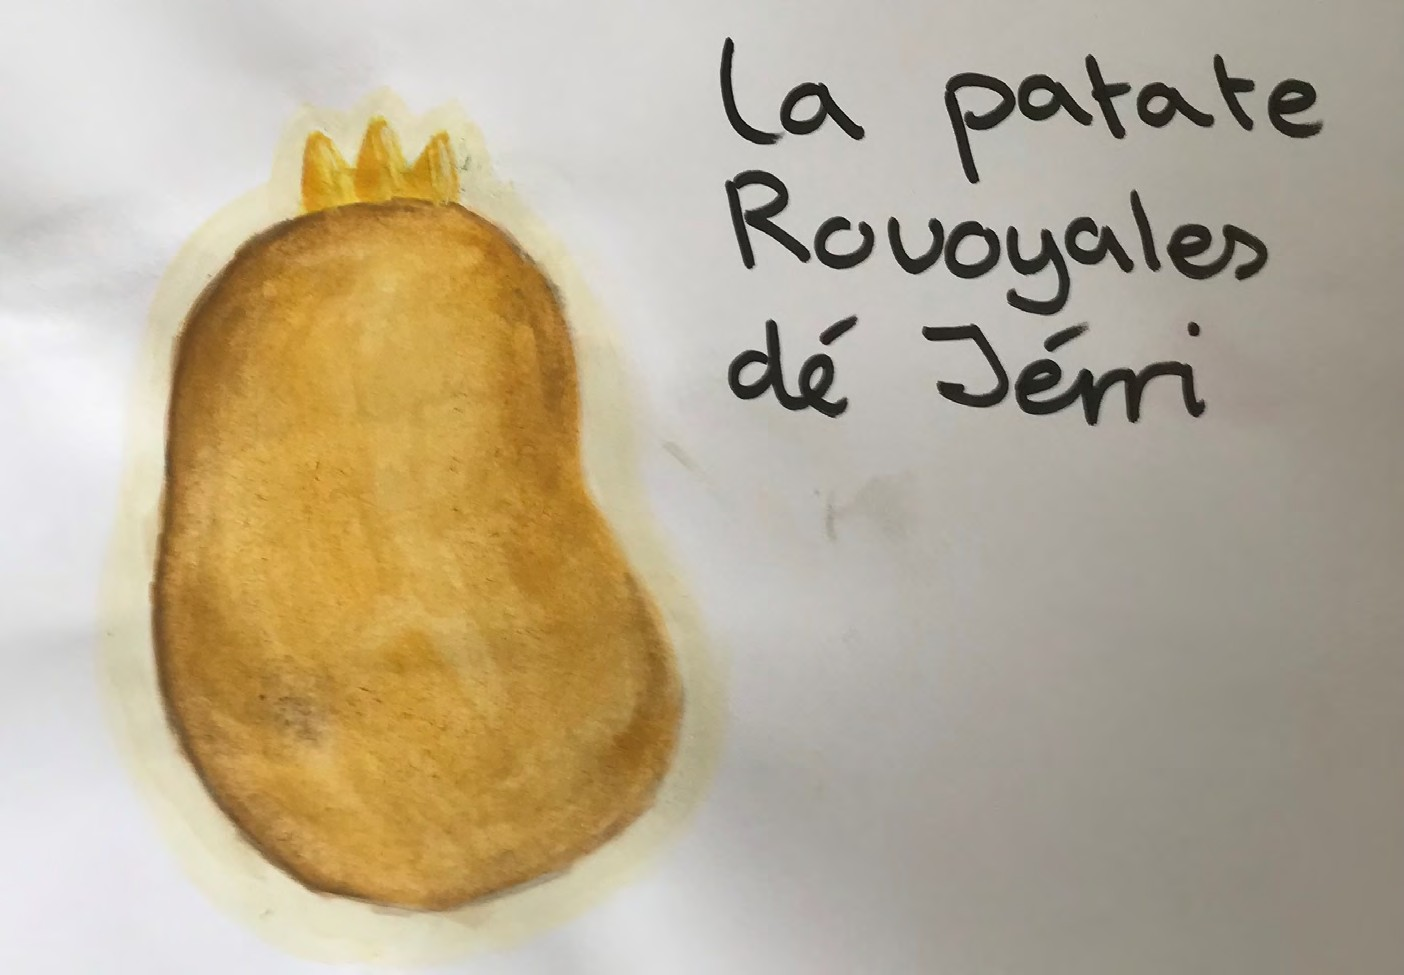 la patate
Rouoyales
dé Jérri